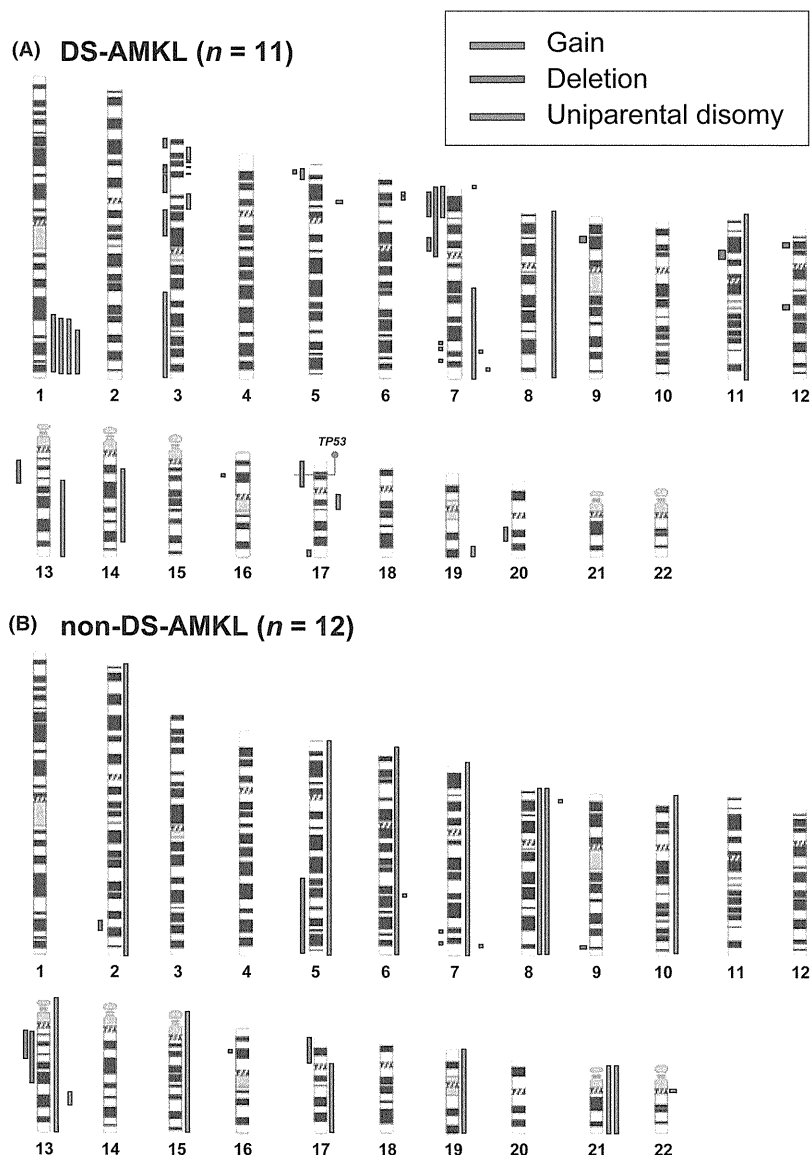 (A) DS-AMKL (n = 11)
Gain
Deletion
Uniparental disomy
1 2 3 4 5 6 7 8 9 10 11 12
TP53
13 14 15 16 17 18 19 20 21 22
(B) non-DS-AMKL (n = 12)
1 2 3 4 5 6 7 8 9 10 11 12
13 14 15 16 17 18 19 20 21 22